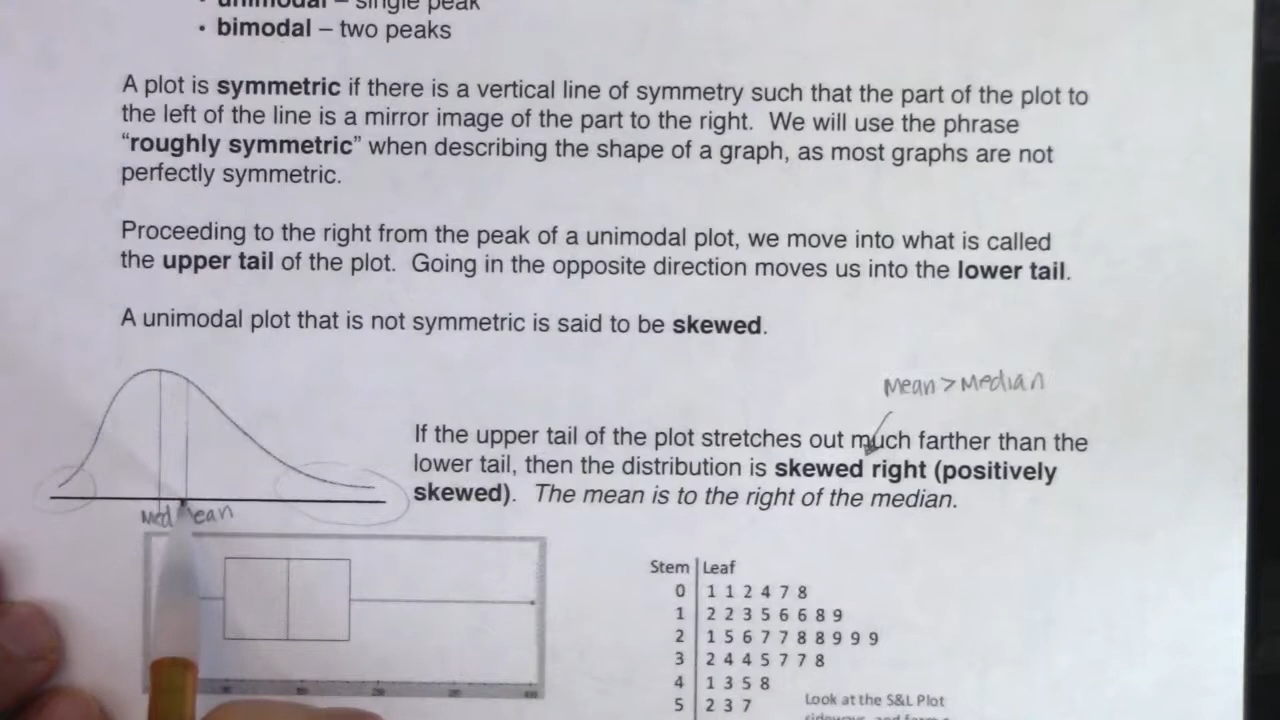 • unimodal – single peak
• bimodal – two peaks
A plot is symmetric if there is a vertical line of symmetry such that the part of the plot to
the left of the line is a mirror image of the part to the right. We will use the phrase
“roughly symmetric” when describing the shape of a graph, as most graphs are not
perfectly symmetric.
Proceeding to the right from the peak of a unimodal plot, we move into what is called
the upper tail of the plot. Going in the opposite direction moves us into the lower tail.
A unimodal plot that is not symmetric is said to be skewed.
Mean > Median
If the upper tail of the plot stretches out much farther than the
lower tail, then the distribution is skewed right (positively
skewed). The mean is to the right of the median.
Med Mean
Stem Leaf
0 1 1 2 4 7 8
1 2 2 3 5 6 6 8 9
2 1 5 6 7 7 8 8 9 9 9
3 2 4 4 5 7 7 8
4 1 3 5 8
5 2 3 7
Look at the S&L Plot
sideways, and